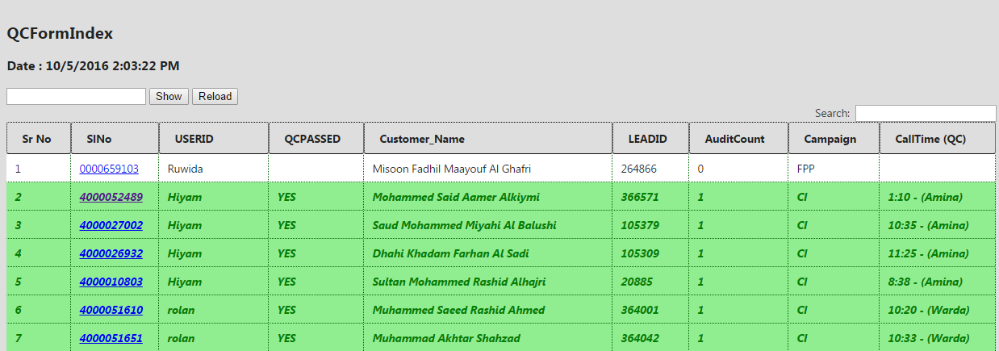 QCFormIndex
Date : 10/5/2016 2:03:22 PM
Show Reload
Search:
Sr No SlNo USERID QCPASSED Customer_Name LEADID AuditCount Campaign CallTime (QC)
1 0000659103 Ruwida Misoon Fadhil Maayouf Al Ghafri 264866 0 FPP
2 4000052489 Hiyam YES Mohammed Said Aamer Alkiymi 366571 1 CI 1:10 - (Amina)
3 4000027002 Hiyam YES Saud Mohammed Miyahi Al Balushi 105379 1 CI 10:35 - (Amina)
4 4000026932 Hiyam YES Dhahi Khadam Farhan Al Sadi 105309 1 CI 11:25 - (Amina)
5 4000010803 Hiyam YES Sultan Mohammed Rashid Alhajri 20885 1 CI 8:38 - (Amina)
6 4000051610 rolan YES Muhammed Saeed Rashid Ahmed 364001 1 CI 10:20 - (Warda)
7 4000051651 rolan YES Muhammad Akhtar Shahzad 364042 1 CI 10:33 - (Warda)